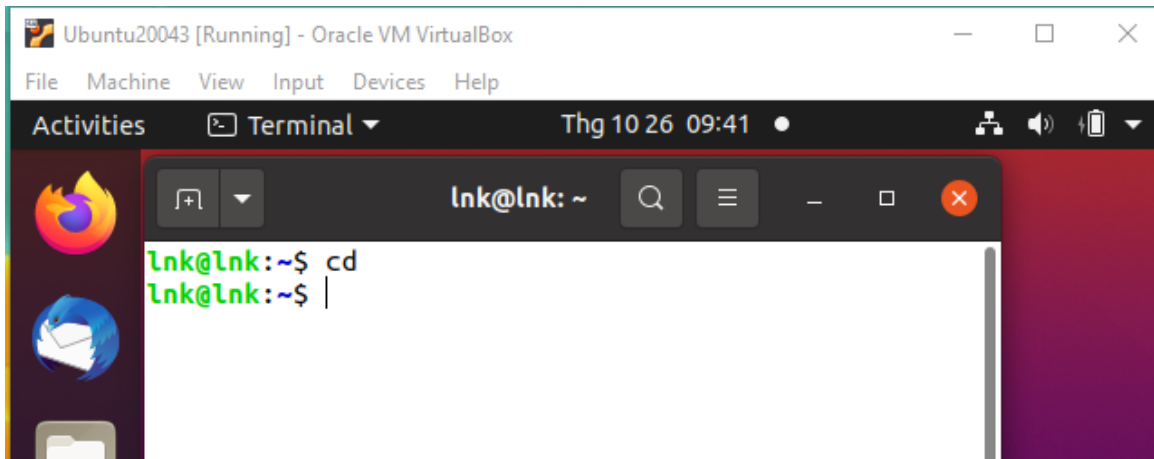 Ubuntu20043 [Running] - Oracle VM VirtualBox
File Machine View Input Devices Help
Activities Terminal Thg 10 26 09:41
lnk@lnk: ~
lnk@lnk:~$ cd
lnk@lnk:~$